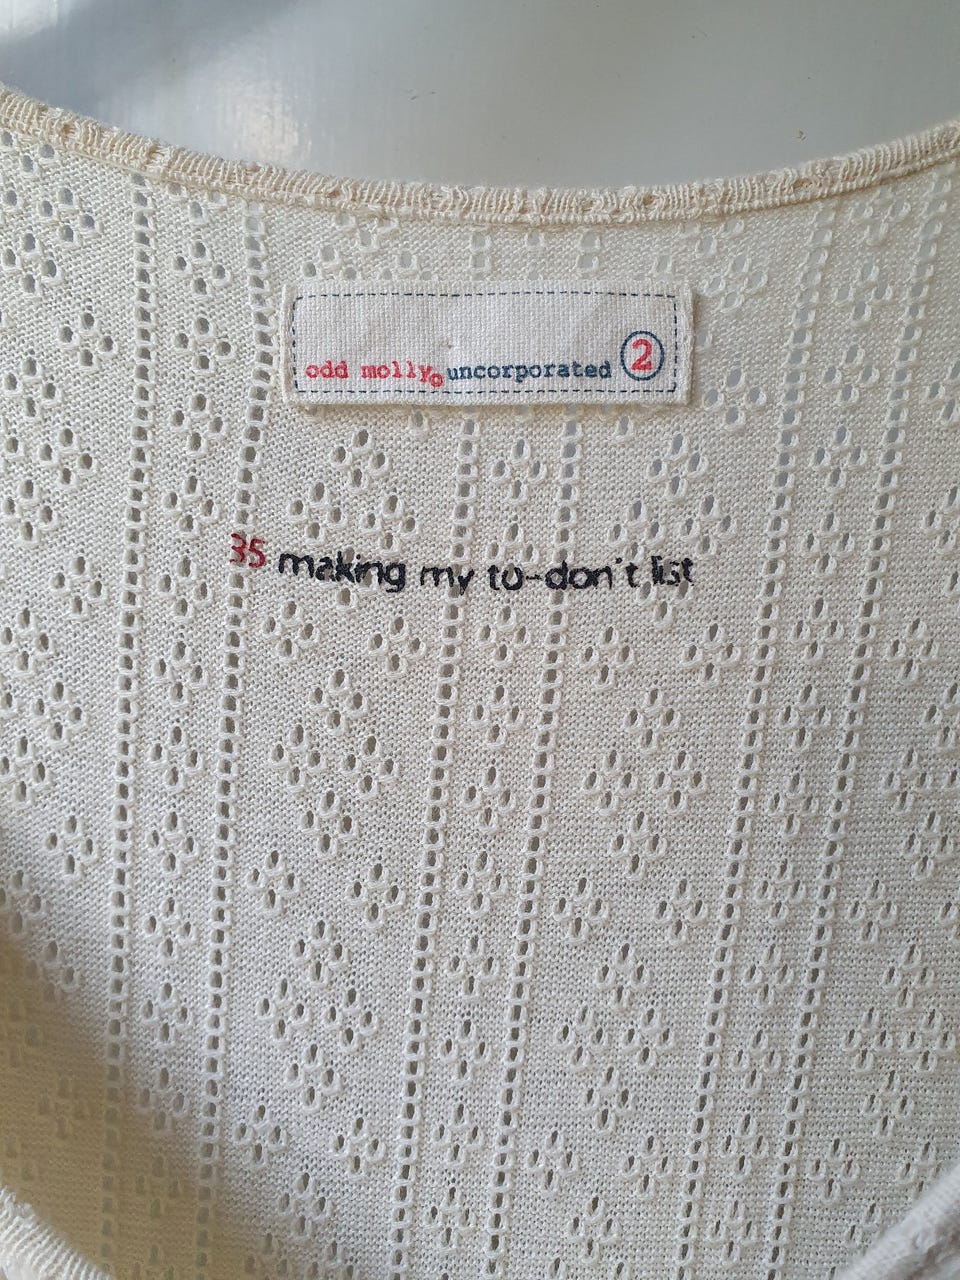 odd molly uncorporated 2
35 making my to-don't list